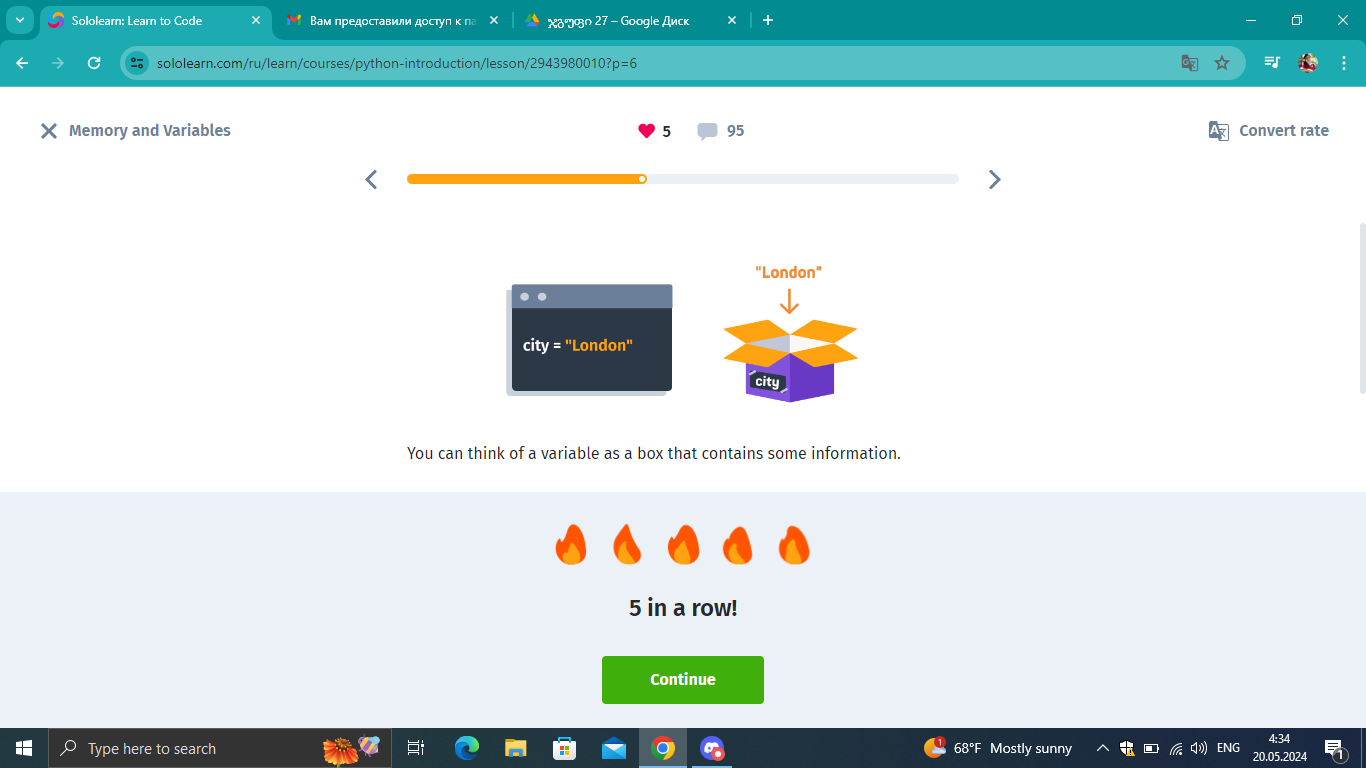 Sololearn: Learn to Code
Вам предоставили доступ к па
ჯგუფი 27 – Google Диск
sololearn.com/ru/learn/courses/python-introduction/lesson/2943980010?p=6
Memory and Variables
5
95
Convert rate
city = "London"
"London"
city
You can think of a variable as a box that contains some information.
5 in a row!
Continue
Type here to search
1
68°F Mostly sunny
ENG
4:34
20.05.2024
1